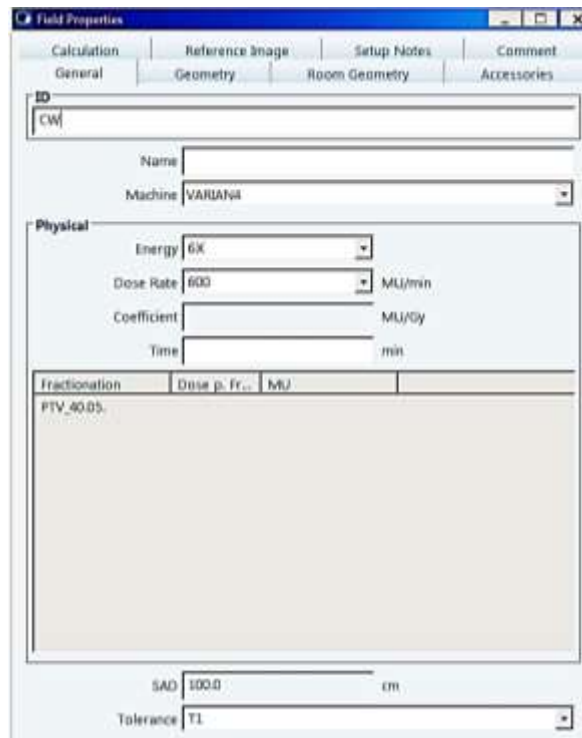 Field Properties
Calculation Reference Image Setup Notes Comment
General Geometry Room Geometry Accessories
ID
CW
Name
Machine VARIAN4
Physical
Energy 6X
Dose Rate 600 MU/min
Coefficient MU/Gy
Time min
Fractionation Dose p. Fr... MU
PTV_40.05.
SAD 100.0 cm
Tolerance T1